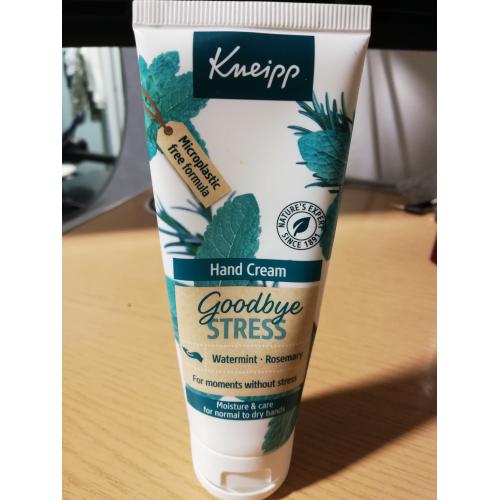 Kneipp
Microplastic
free formula
NATURE'S EXPERT
SINCE 1891
Hand Cream
Goodbye
STRESS
Watermint · Rosemary
For moments without stress
Moisture & care
for normal to dry hands